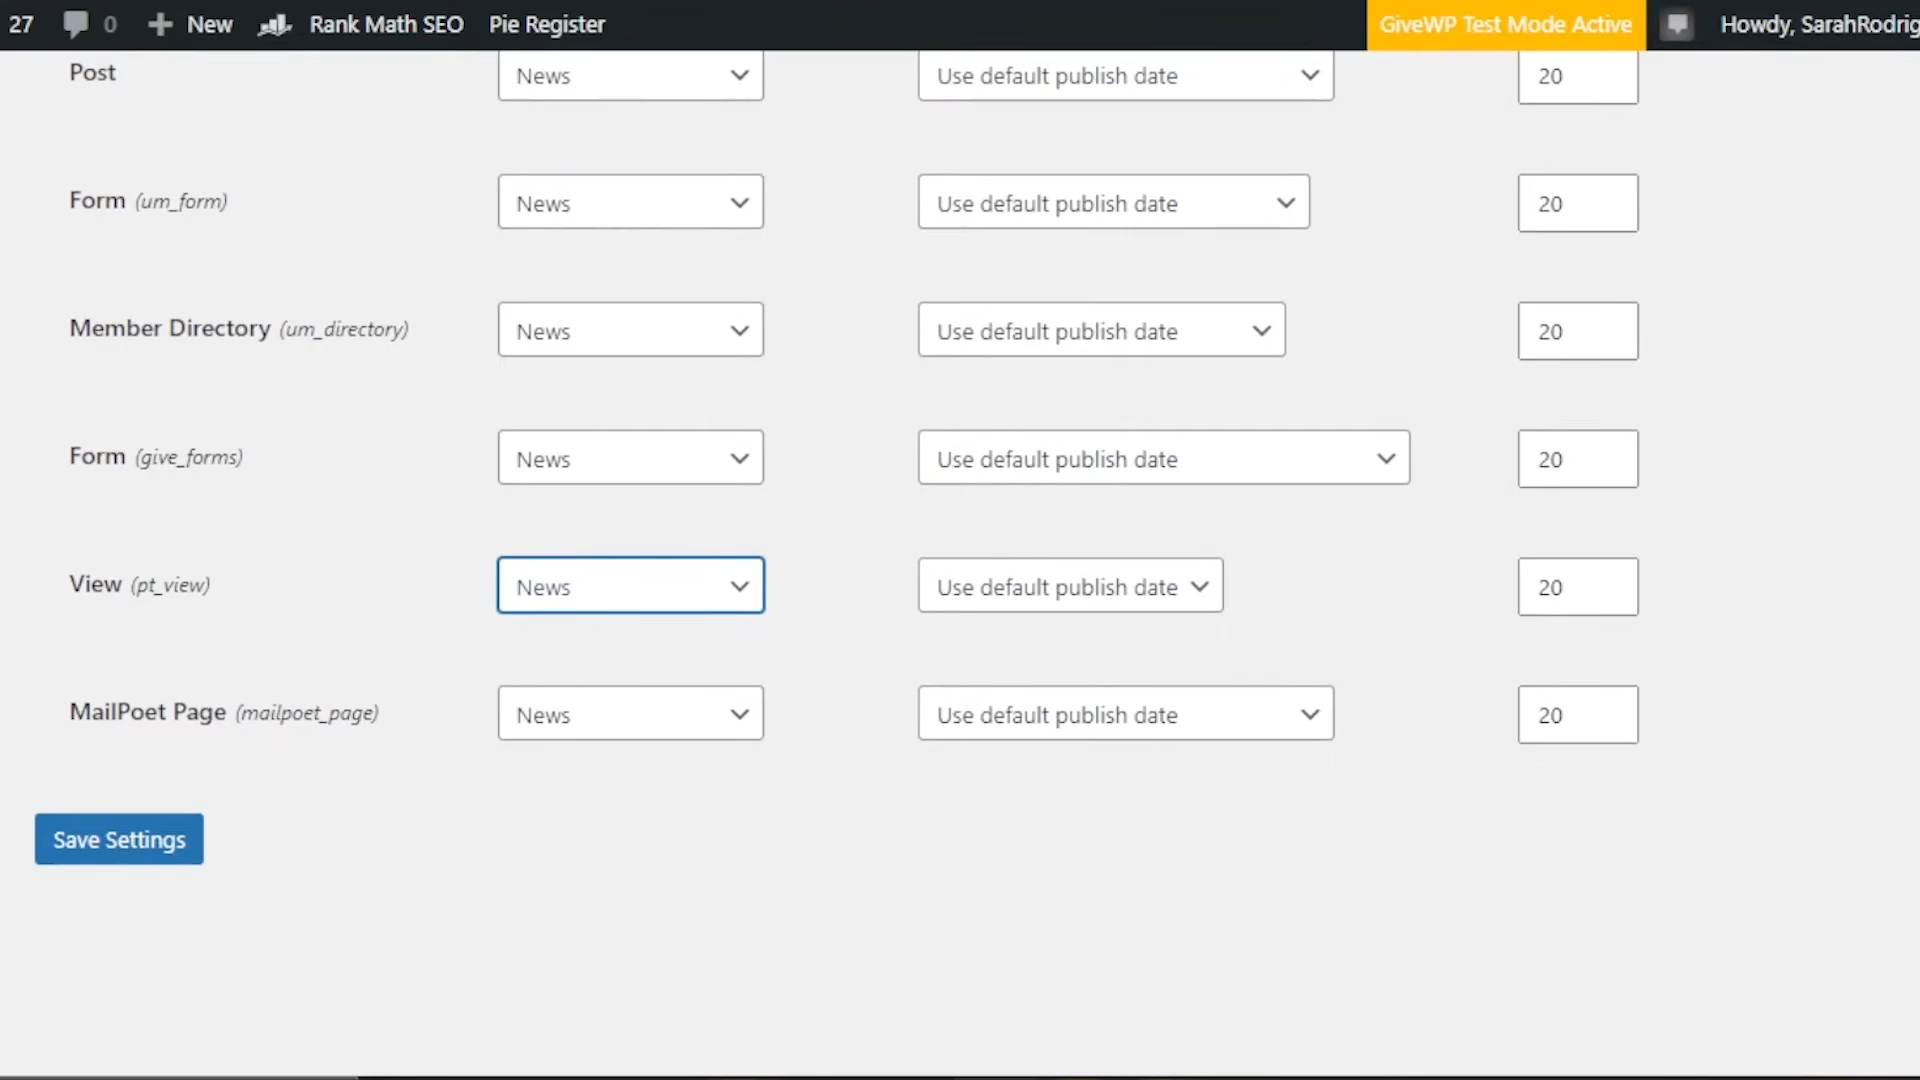 27 0 New Rank Math SEO Pie Register GiveWP Test Mode Active Howdy, SarahRodrig
Post News Use default publish date 20
Form (um_form) News Use default publish date 20
Member Directory (um_directory) News Use default publish date 20
Form (give_forms) News Use default publish date 20
View (pt_view) News Use default publish date 20
MailPoet Page (mailpoet_page) News Use default publish date 20
Save Settings